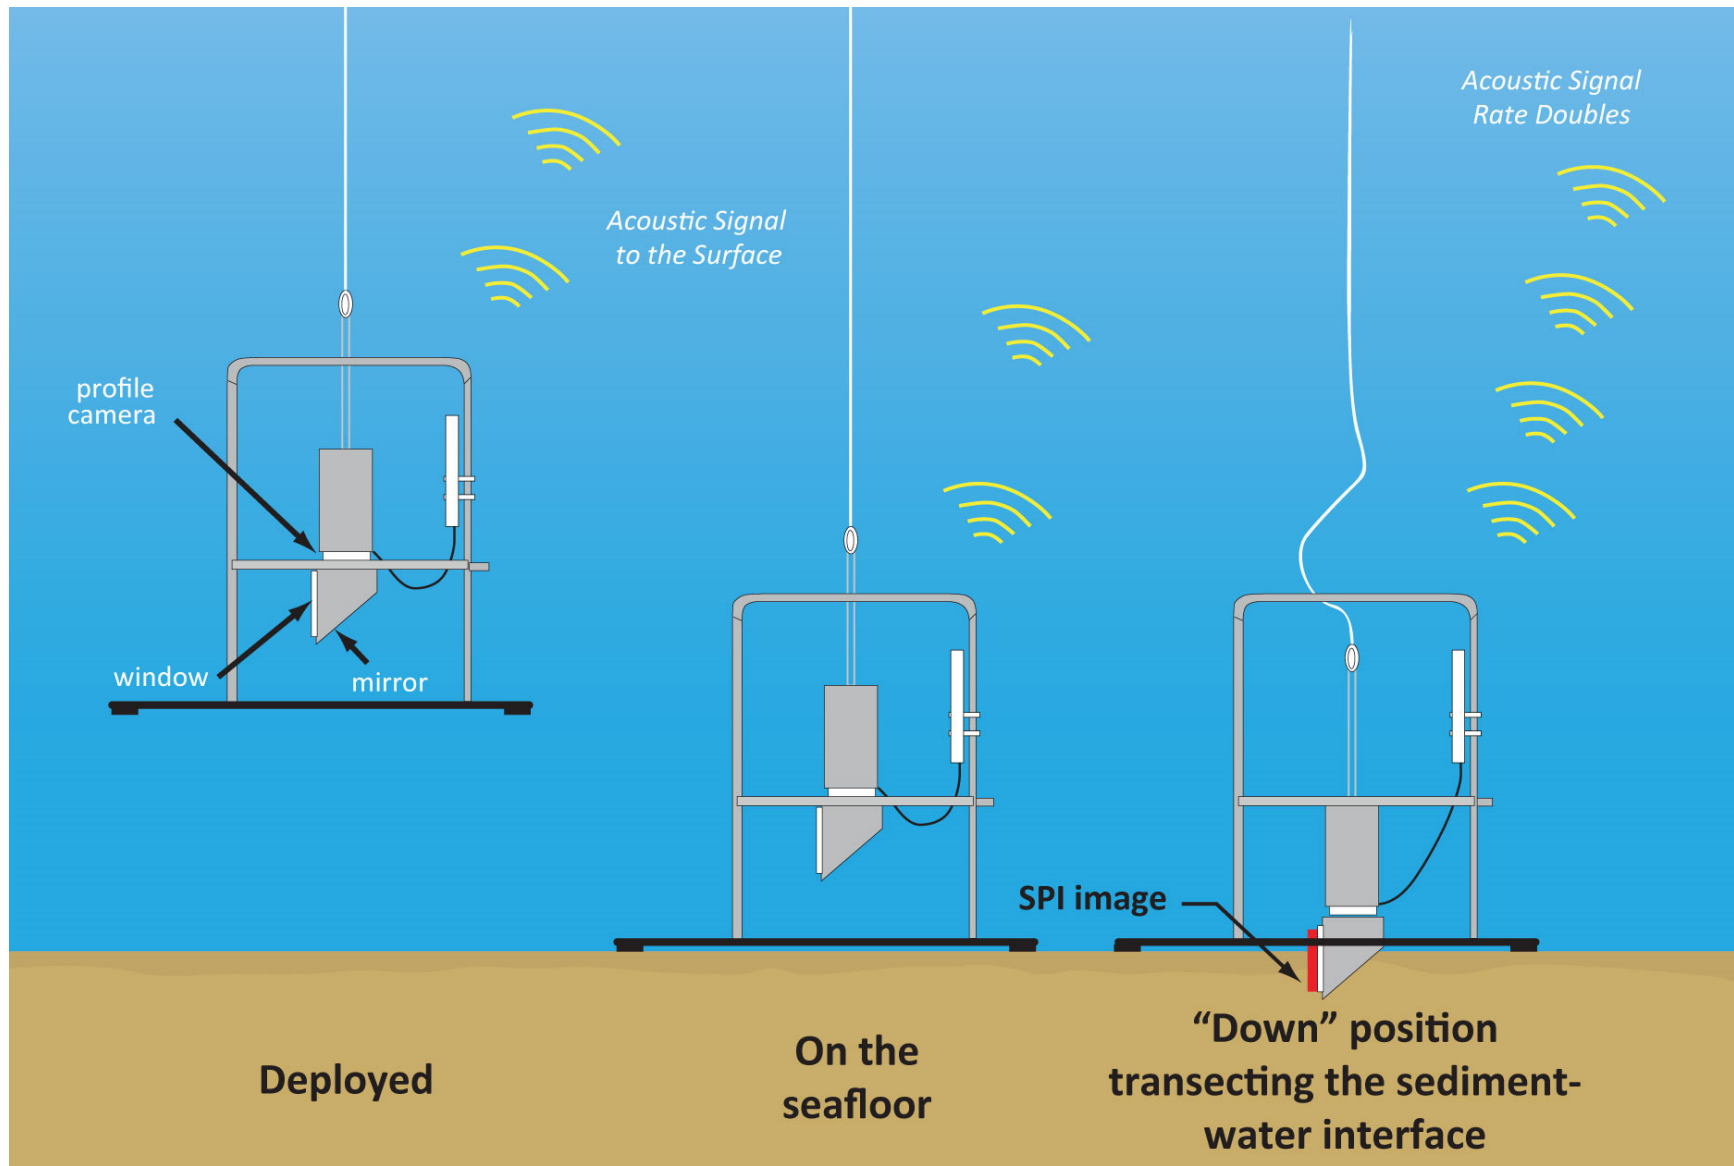 Acoustic Signal
Rate Doubles
Acoustic Signal
to the Surface
profile
camera
window
mirror
SPI image
Deployed
On the
seafloor
“Down” position
transecting the sediment-
water interface